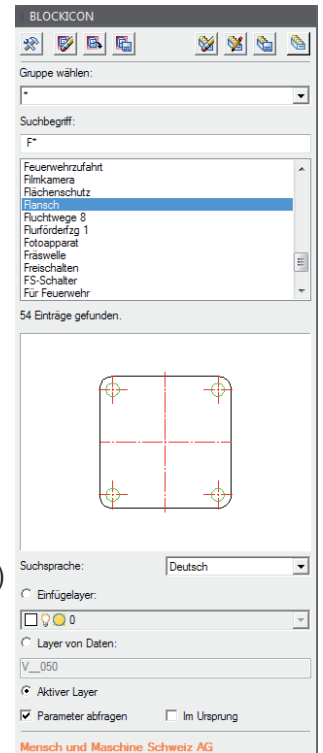 BLOCKICON
Gruppe wählen:
*
Suchbegriff:
F*
Feuerwehrzufahrt
Filmkamera
Flächenschutz
Flansch
Fluchtwege 8
Flurförderfzg 1
Fotoapparat
Fräswelle
Freischalten
FS-Schalter
Für Feuerwehr
54 Einträge gefunden.
)
Suchsprache: Deutsch
Einfügelayer:
0
Layer von Daten:
V__050
Aktiver Layer
Parameter abfragen Im Ursprung
Mensch und Maschine Schweiz AG